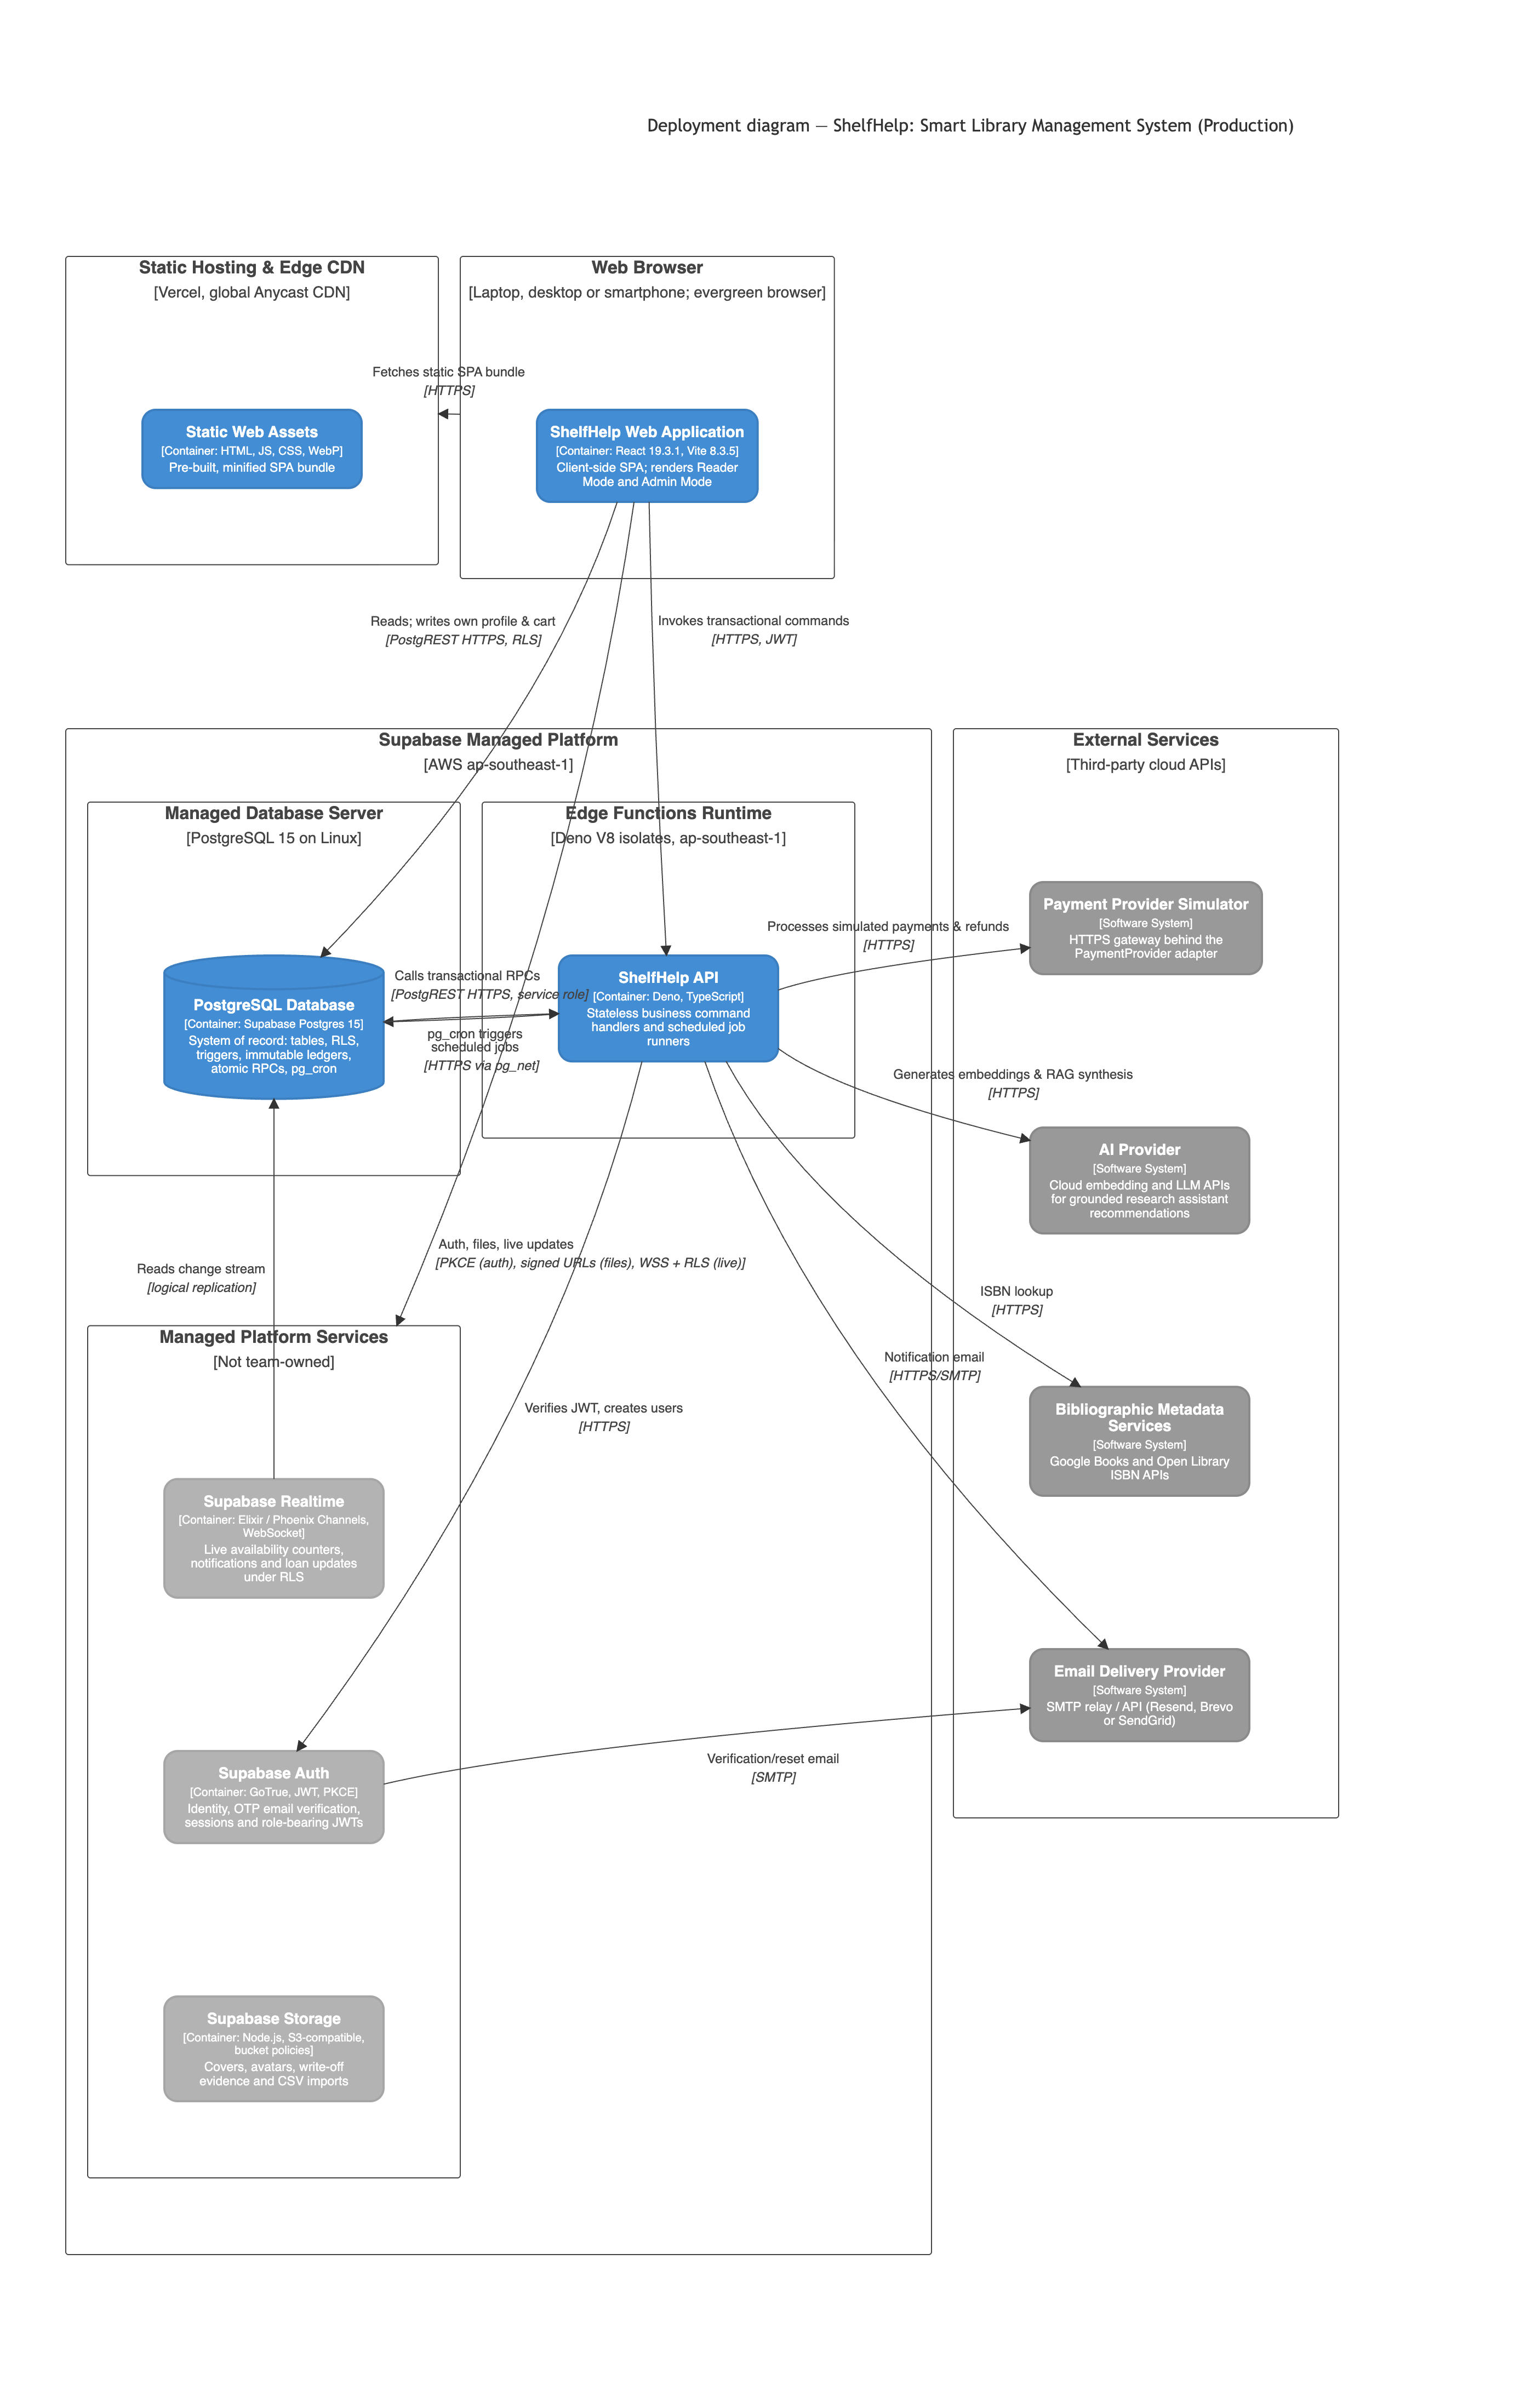 Deployment diagram — ShelfHelp: Smart Library Management System (Production)
Static Hosting & Edge CDN
[Vercel, global Anycast CDN]
Web Browser
[Laptop, desktop or smartphone; evergreen browser]
Fetches static SPA bundle
[HTTPS]
Static Web Assets
[Container: HTML, JS, CSS, WebP]
Pre-built, minified SPA bundle
ShelfHelp Web Application
[Container: React 19.3.1, Vite 8.3.5]
Client-side SPA; renders Reader
Mode and Admin Mode
Reads; writes own profile & cart
[PostgREST HTTPS, RLS]
Invokes transactional commands
[HTTPS, JWT]
Supabase Managed Platform
[AWS ap-southeast-1]
External Services
[Third-party cloud APIs]
Managed Database Server
[PostgreSQL 15 on Linux]
Edge Functions Runtime
[Deno V8 isolates, ap-southeast-1]
Payment Provider Simulator
[Software System]
HTTPS gateway behind the
PaymentProvider adapter
Processes simulated payments & refunds
[HTTPS]
PostgreSQL Database
[Container: Supabase Postgres 15]
System of record: tables, RLS,
triggers, immutable ledgers,
atomic RPCs, pg_cron
Calls transactional RPCs
[PostgREST HTTPS, service role]
pg_cron triggers
scheduled jobs
[HTTPS via pg_net]
ShelfHelp API
[Container: Deno, TypeScript]
Stateless business command
handlers and scheduled job
runners
Generates embeddings & RAG synthesis
[HTTPS]
AI Provider
[Software System]
Cloud embedding and LLM APIs
for grounded research assistant
recommendations
Auth, files, live updates
[PKCE (auth), signed URLs (files), WSS + RLS (live)]
Reads change stream
[logical replication]
ISBN lookup
[HTTPS]
Managed Platform Services
[Not team-owned]
Notification email
[HTTPS/SMTP]
Verifies JWT, creates users
[HTTPS]
Bibliographic Metadata
Services
[Software System]
Google Books and Open Library
ISBN APIs
Supabase Realtime
[Container: Elixir / Phoenix Channels,
WebSocket]
Live availability counters,
notifications and loan updates
under RLS
Email Delivery Provider
[Software System]
SMTP relay / API (Resend, Brevo
or SendGrid)
Supabase Auth
[Container: GoTrue, JWT, PKCE]
Identity, OTP email verification,
sessions and role-bearing JWTs
Verification/reset email
[SMTP]
Supabase Storage
[Container: Node.js, S3-compatible,
bucket policies]
Covers, avatars, write-off
evidence and CSV imports